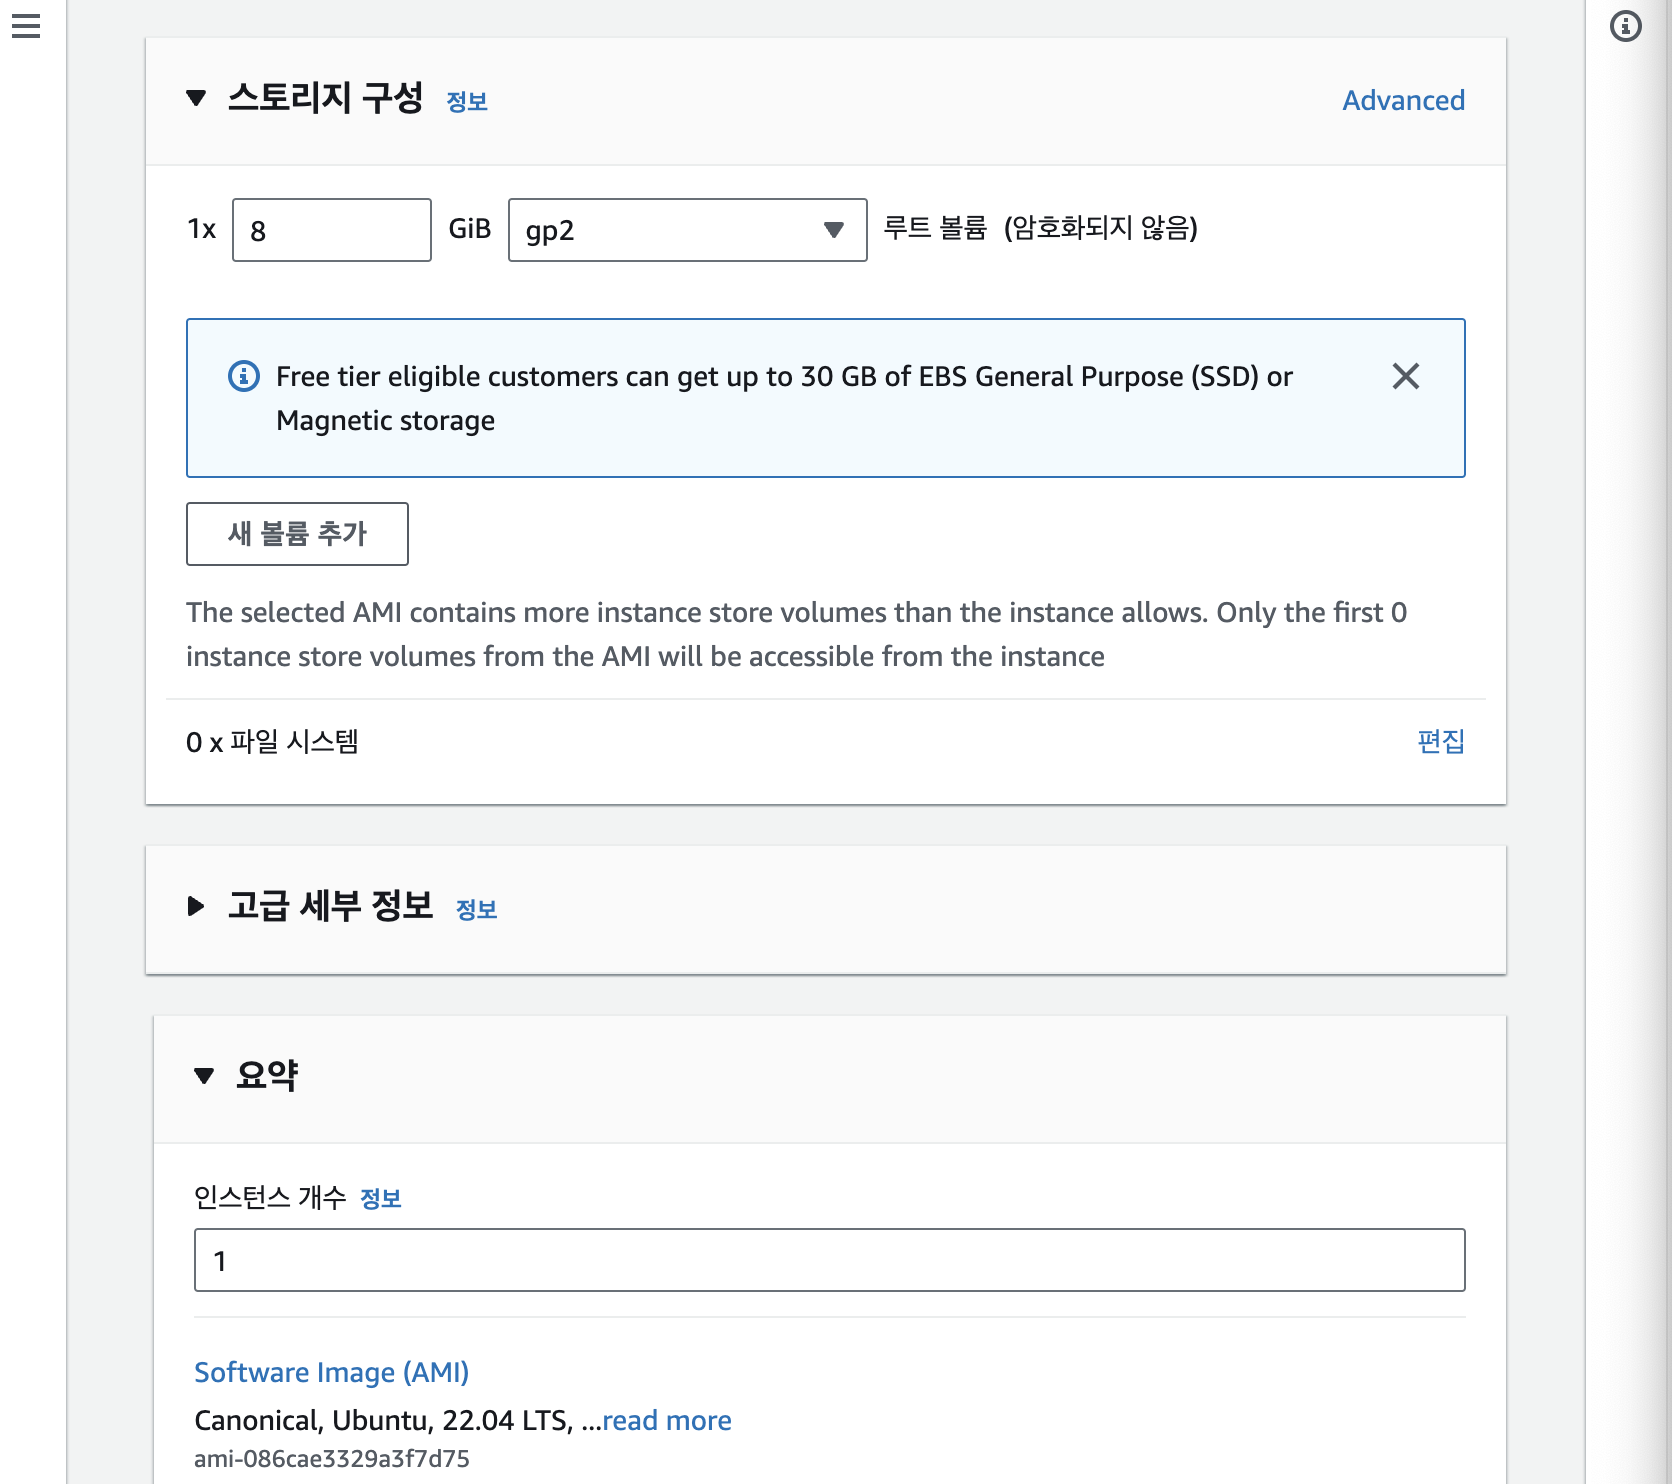 스토리지 구성 정보 Advanced
1x 8 GiB gp2 루트 볼륨 (암호화되지 않음)
Free tier eligible customers can get up to 30 GB of EBS General Purpose (SSD) or
Magnetic storage
새 볼륨 추가
The selected AMI contains more instance store volumes than the instance allows. Only the first 0
instance store volumes from the AMI will be accessible from the instance
0 x 파일 시스템 편집
고급 세부 정보 정보
요약
인스턴스 개수 정보
1
Software Image (AMI)
Canonical, Ubuntu, 22.04 LTS, ...read more
ami-086cae3329a3f7d75